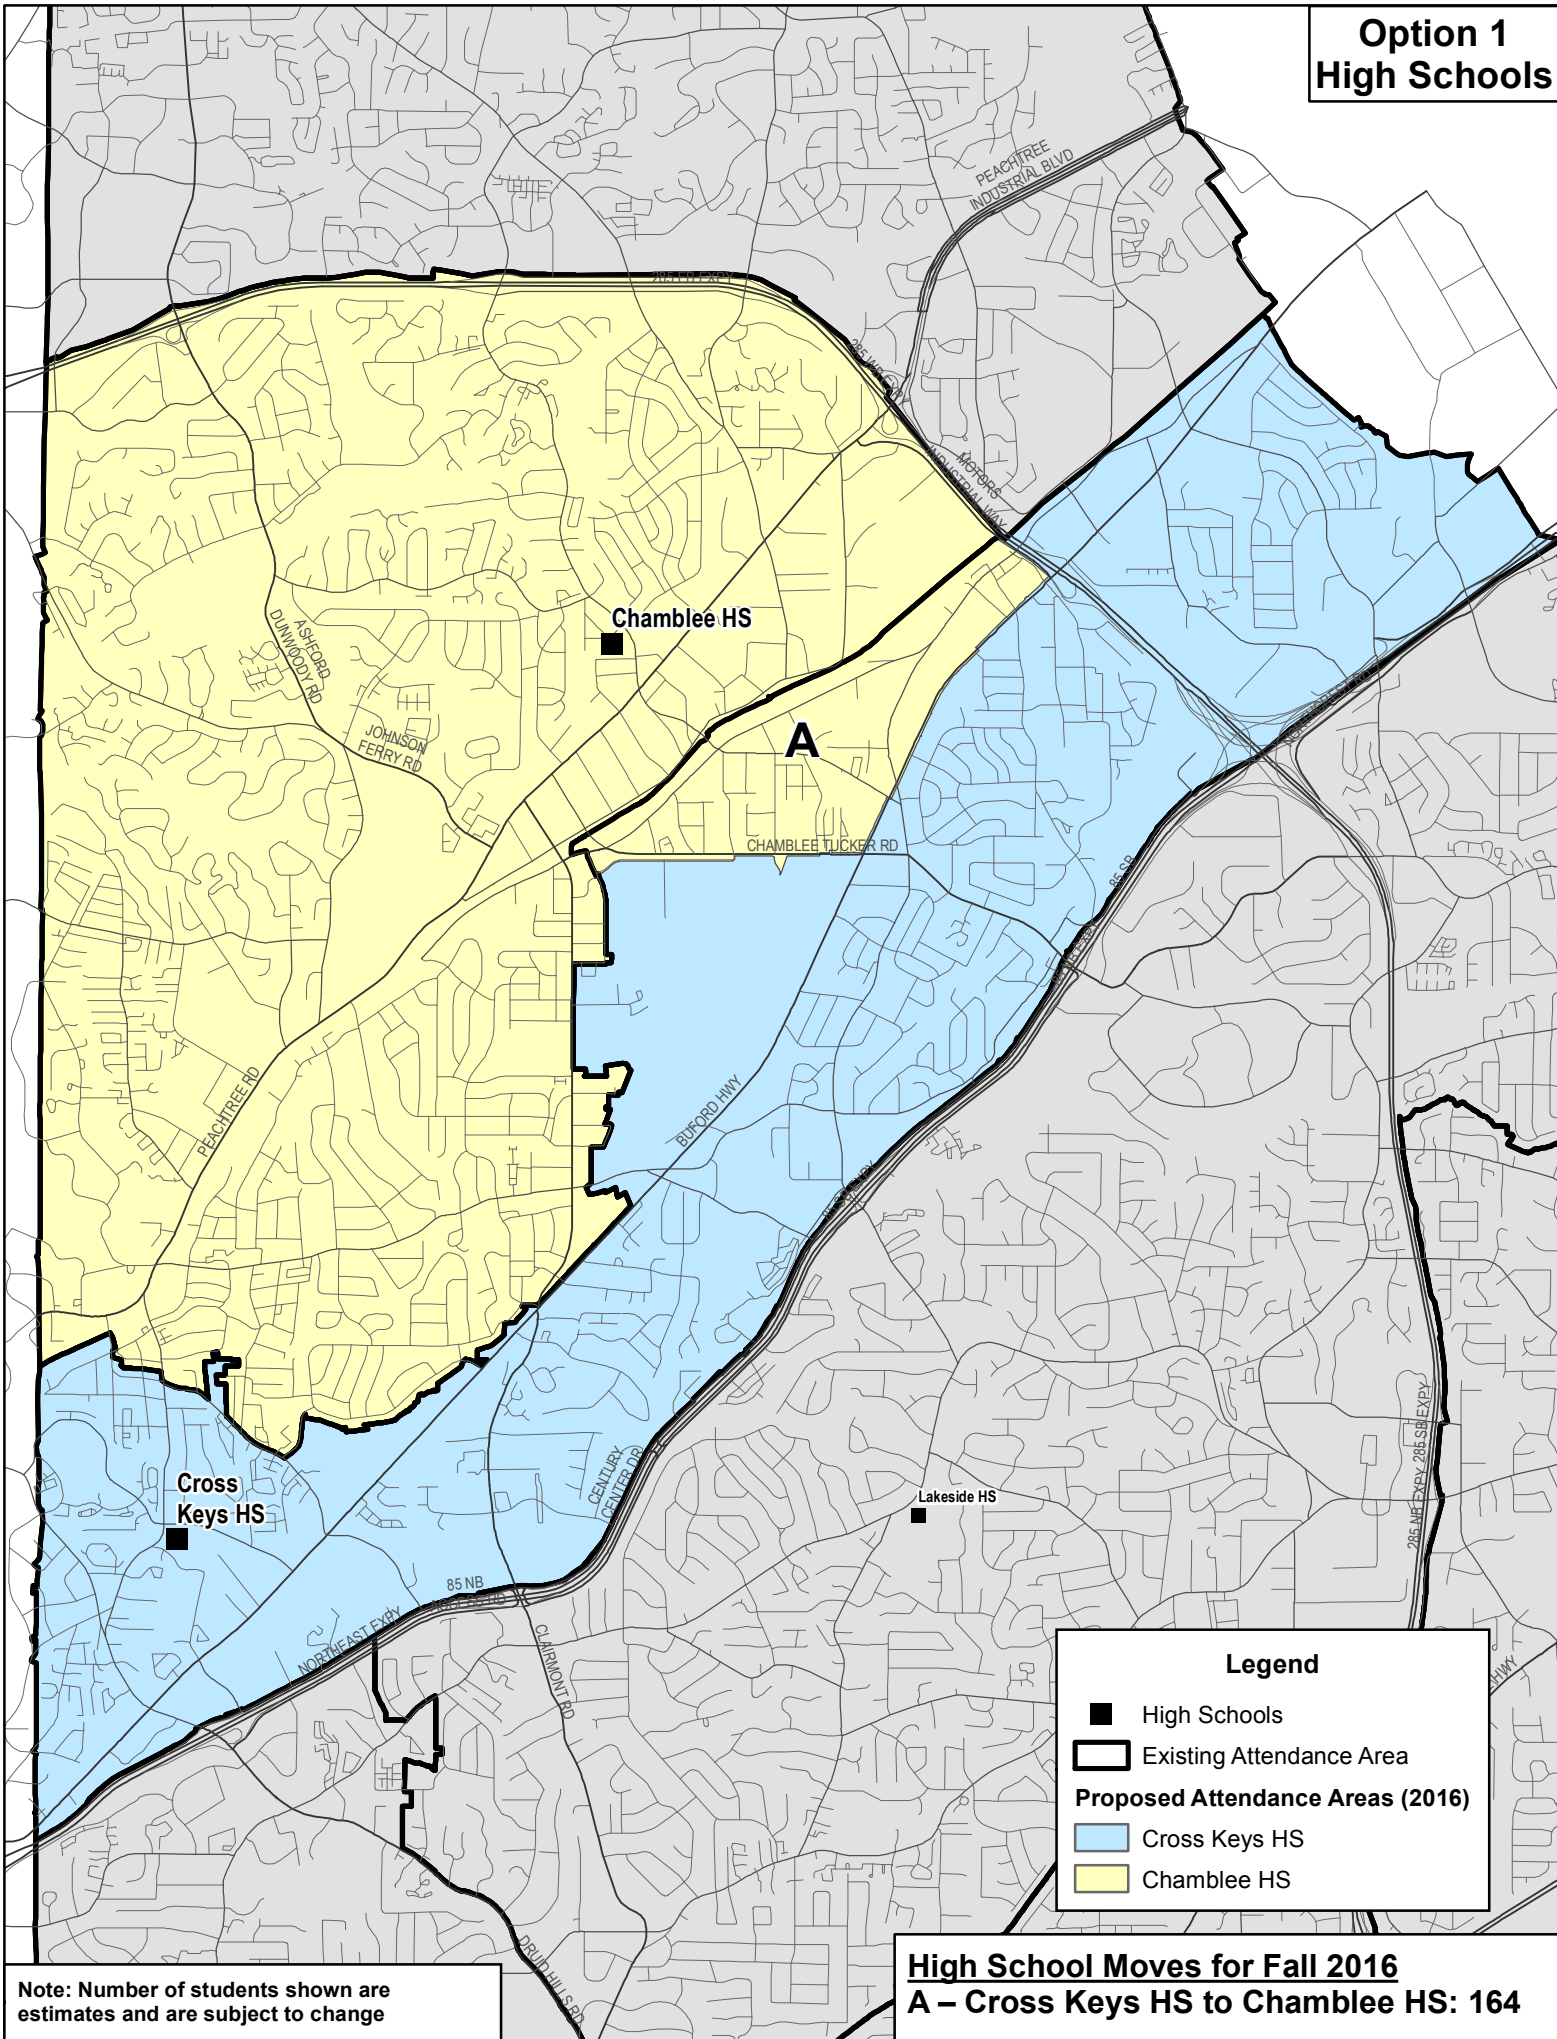 Option 1
High Schools
PEACHTREE
INDUSTRIAL BLVD
285 EB EXPY
285 WB EXPY
MOTORS
INDUSTRIAL WAY
Chamblee HS
ASHFORD
DUNWOODY RD
JOHNSON
FERRY RD
A
NORTHCREST RD
CHAMBLEE TUCKER RD
85 SB
PEACHTREE RD
BUFORD HWY
CENTURY
CENTER DR
285 NB EXPY 285 SB EXPY
Cross
Keys HS
Lakeside HS
85 NB
ACCESS RD
NORTHEAST EXPY
CLAIRMONT RD
DRUID HILLS RD
HWY
Legend
High Schools
Existing Attendance Area
Proposed Attendance Areas (2016)
Cross Keys HS
Chamblee HS
Note: Number of students shown are
estimates and are subject to change
High School Moves for Fall 2016
A – Cross Keys HS to Chamblee HS: 164